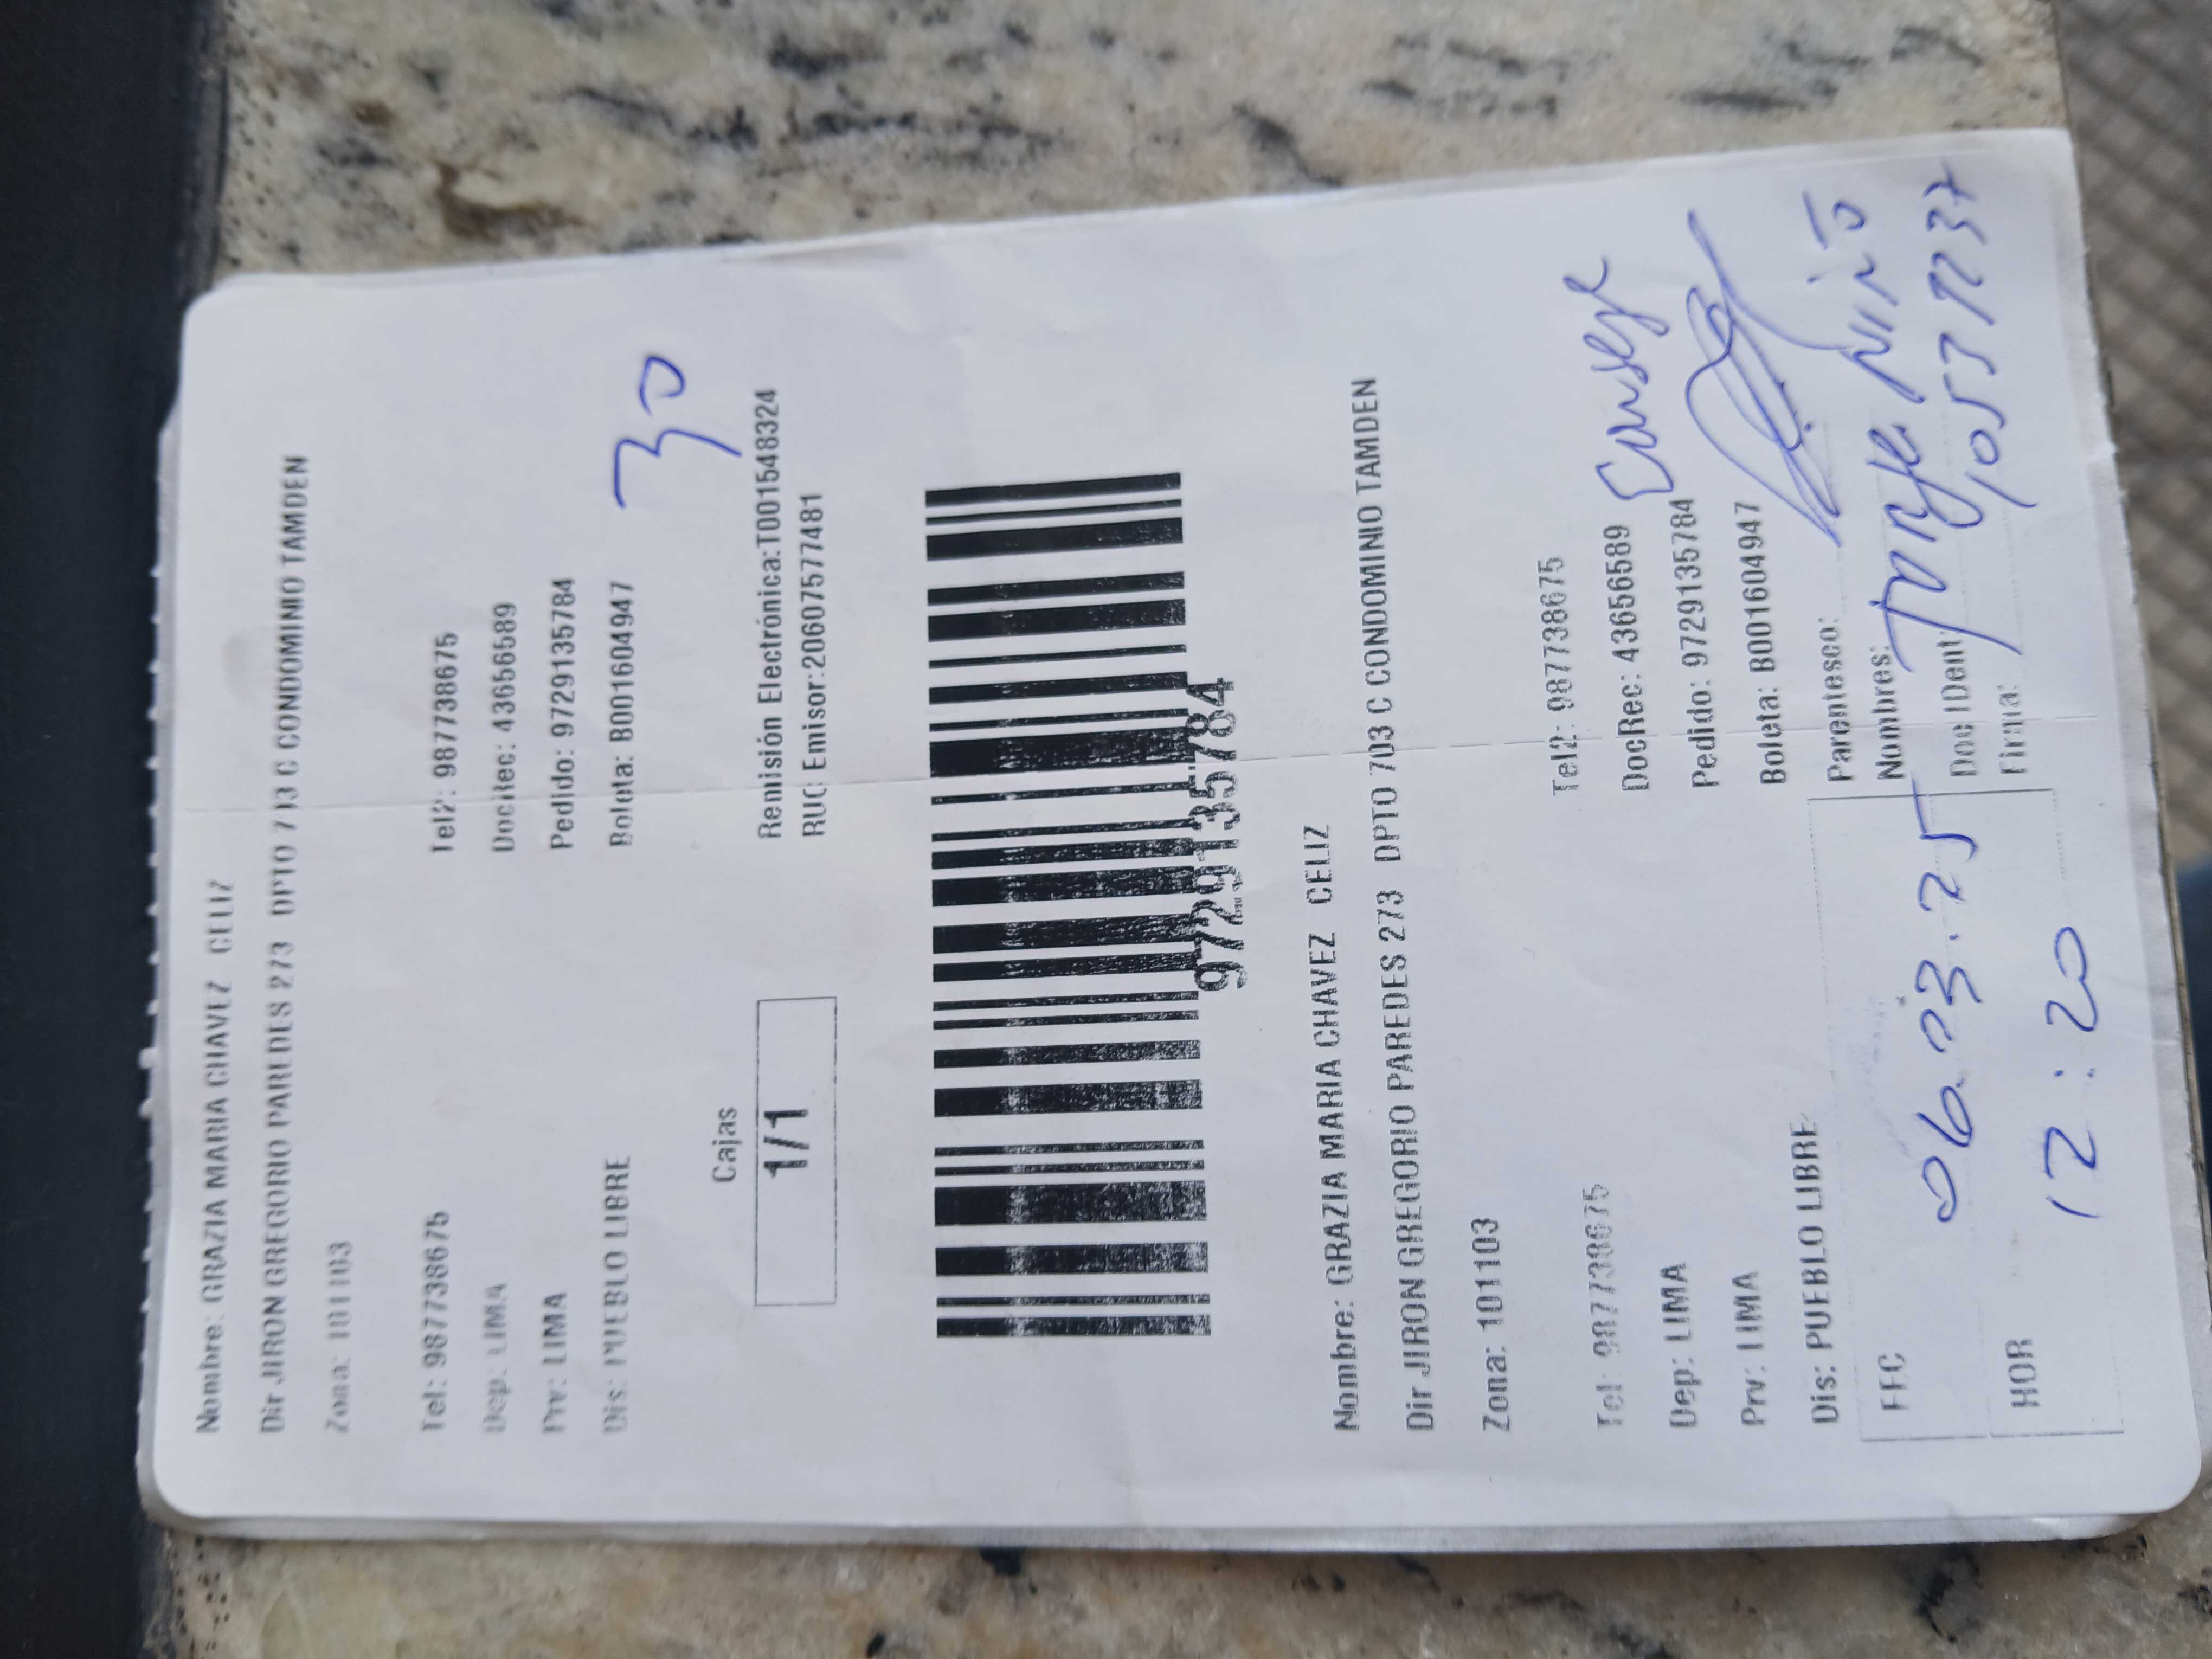 Nombre: GRAZIA MARIA CHAVEZ CELIZ
Dir JIRON GREGORIO PAREDES 273 DPTO 703 C CONDOMINIO TAMDEN
Zona: 101103
Tel: 987738675 Tel2: 987738675
Dep: LIMA DocRec: 43656589
Prv: LIMA Pedido: 97291135784
Dis: PUEBLO LIBRE Boleta: B001604947
30
Cajas
1/1
Remisión Electrónica:T001548324
RUC Emisor:20607577481
97291135784
Nombre: GRAZIA MARIA CHAVEZ CELIZ
Dir JIRON GREGORIO PAREDES 273 DPTO 703 C CONDOMINIO TAMDEN
Zona: 101103
Tel: 987738675 Tel2: 987738675
Dep: LIMA DocRec: 43656589
Prv: LIMA Pedido: 97291135784
Dis: PUEBLO LIBRE Boleta: B001604947
Parentesco:
FEC 06.03.25 Nombres:
Doc IDent:
HOR 12:20 Firma: